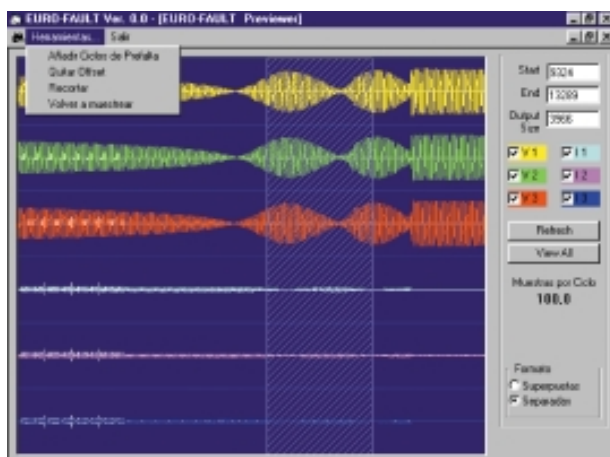 EURO-FAULT Ver. 0.0 - [EURO-FAULT Previewer]
Herramientas... Salir
Añadir Ciclos de Prefalta
Quitar Offset
Recortar
Volver a muestrear
Start 9324
End 13289
Output Size 3966
V 1 I 1
V 2 I 2
V 3 I 3
Refresh
View All
Muestras por Ciclo
100,0
Formato
Superpuestas
Separadas